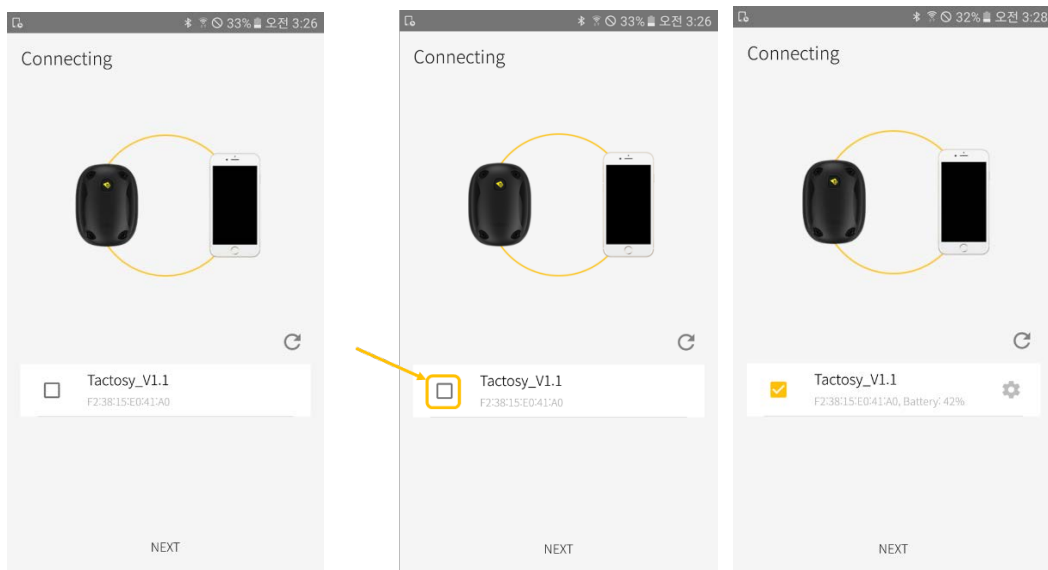 33% 오전 3:26
Connecting
Tactosy_V1.1
F2:38:15:E0:41:A0
NEXT
33% 오전 3:26
Connecting
Tactosy_V1.1
F2:38:15:E0:41:A0
NEXT
32% 오전 3:28
Connecting
Tactosy_V1.1
F2:38:15:E0:41:A0, Battery: 42%
NEXT